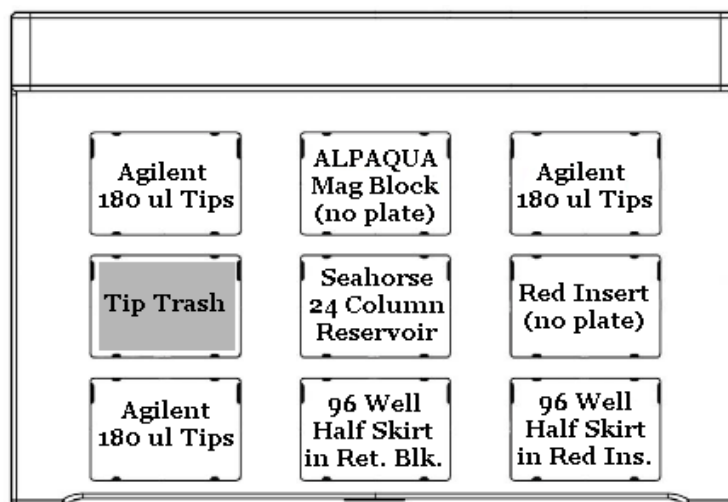 Agilent
180 ul Tips
ALPAQUA
Mag Block
(no plate)
Agilent
180 ul Tips
Tip Trash
Seahorse
24 Column
Reservoir
Red Insert
(no plate)
Agilent
180 ul Tips
96 Well
Half Skirt
in Ret. Blk.
96 Well
Half Skirt
in Red Ins.